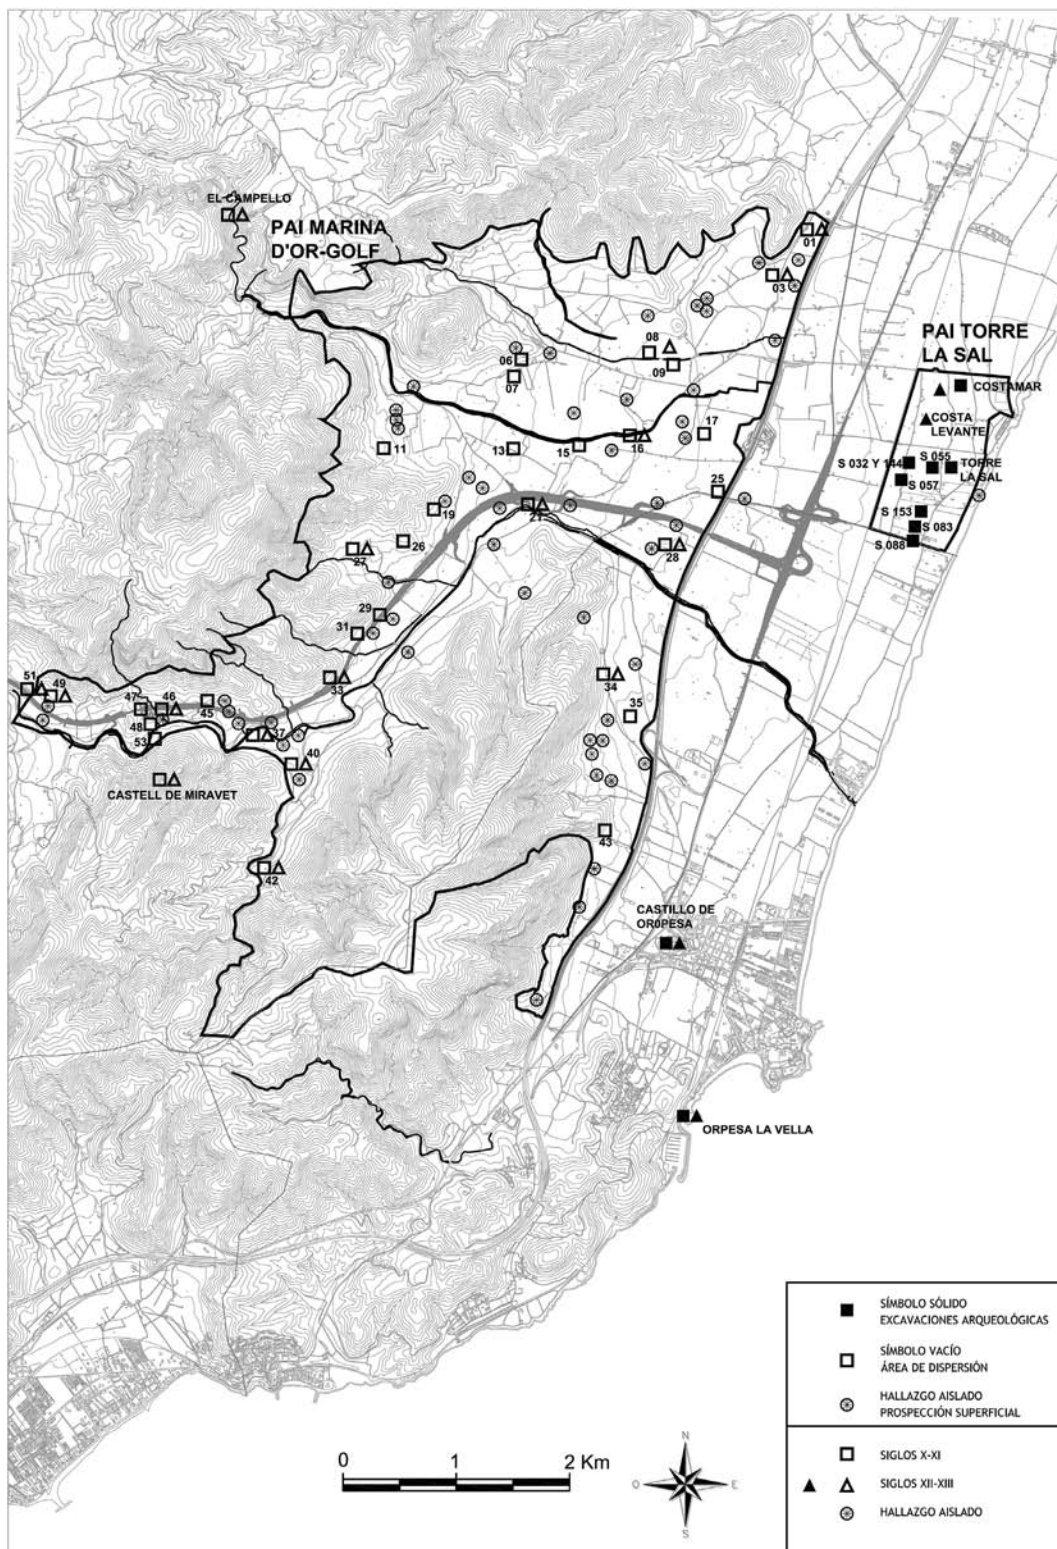 EL CAMPELLO
PAI MARINA
D'OR-GOLF
01
03
PAI TORRE
LA SAL
08
06
09
07
COSTAMAR
COSTA
LEVANTE
17
11
13
15
16
S 055
S 032 Y 144
TORRE
LA SAL
S 057
25
19
21
S 153
S 083
S 088
26
27
28
29
31
33
34
35
51
49
47
46
45
48
53
37
40
CASTELL DE MIRAVET
42
43
CASTILLO DE
OROPESA
ORPESA LA VELLA
SÍMBOLO SÓLIDO
EXCAVACIONES ARQUEOLÓGICAS
SÍMBOLO VACÍO
ÁREA DE DISPERSIÓN
HALLAZGO AISLADO
PROSPECCIÓN SUPERFICIAL
SIGLOS X-XI
SIGLOS XII-XIII
HALLAZGO AISLADO
0 1 2 Km
N
O E
S